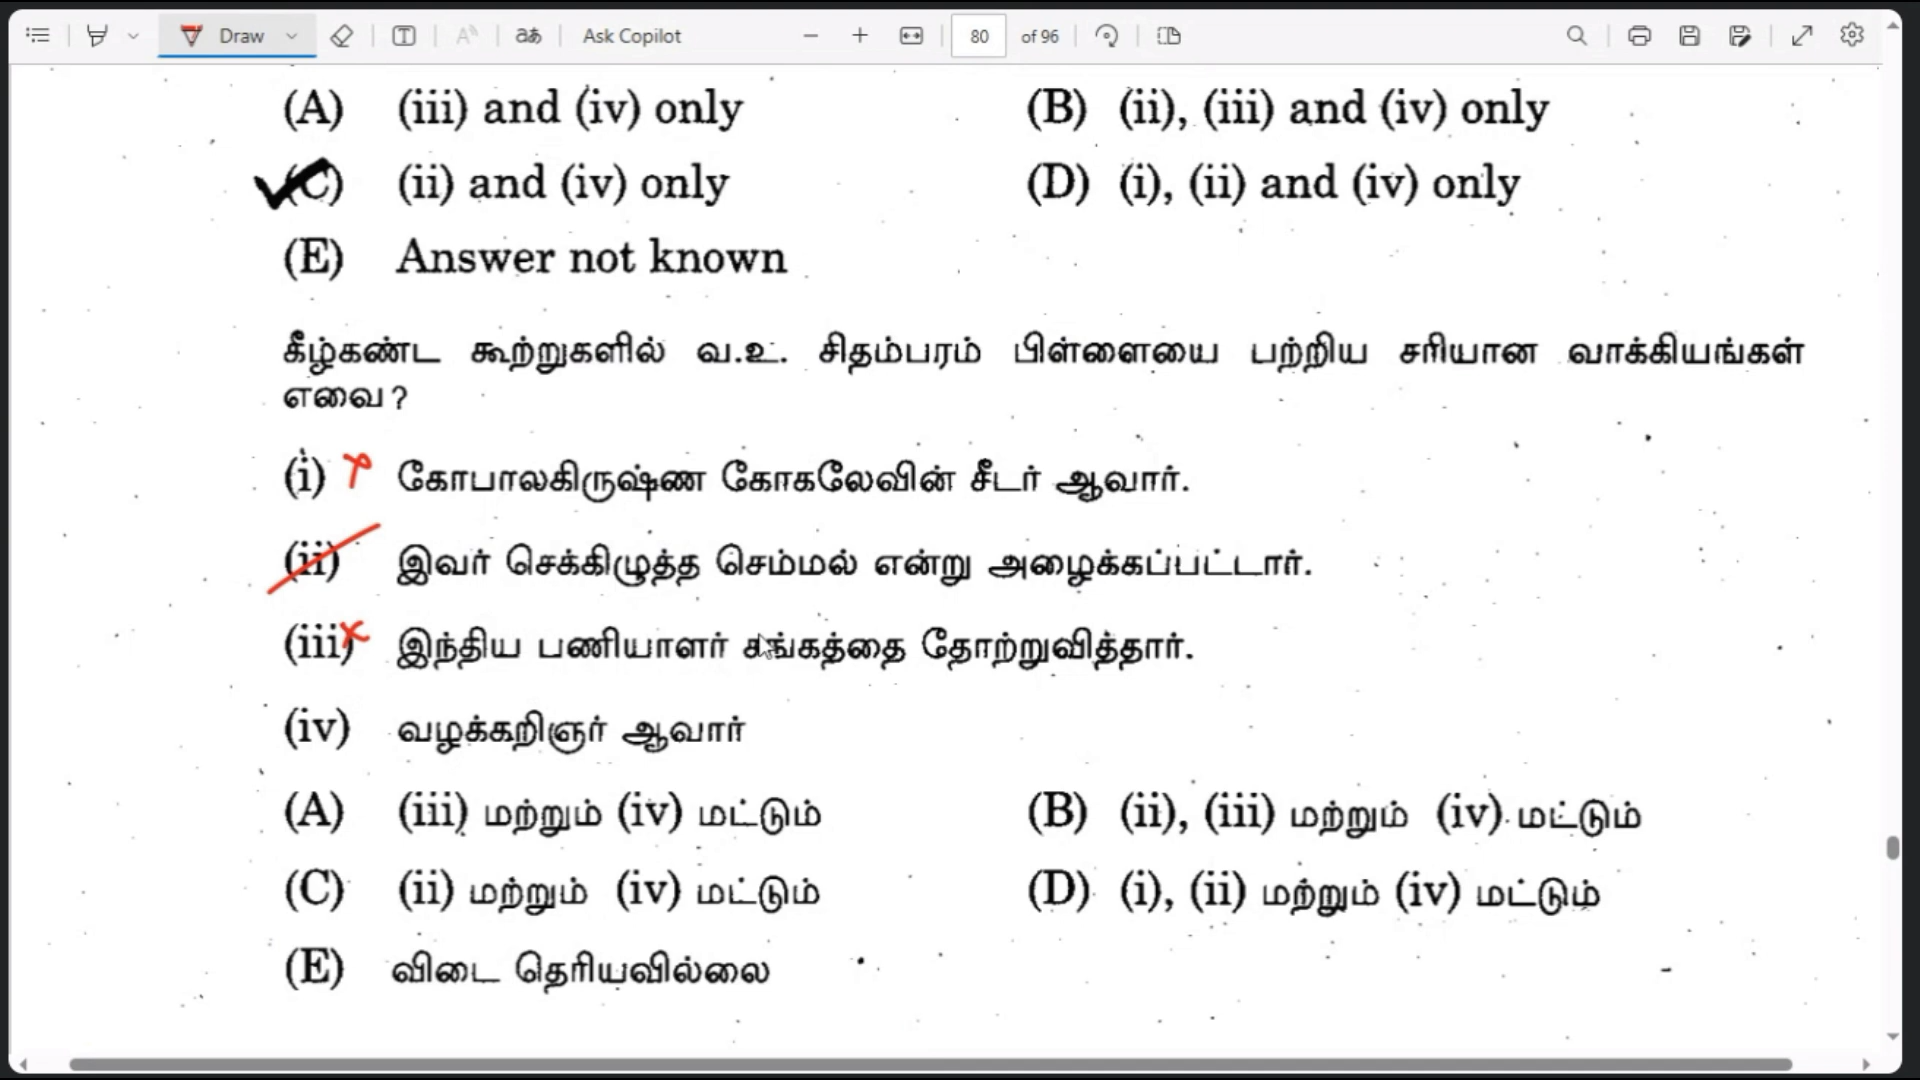 Draw
Ask Copilot
80 of 96
(A) (iii) and (iv) only (B) (ii), (iii) and (iv) only
(C) (ii) and (iv) only (D) (i), (ii) and (iv) only
(E) Answer not known
கீழ்கண்ட கூற்றுகளில் வ.உ. சிதம்பரம் பிள்ளையை பற்றிய சரியான வாக்கியங்கள்
எவை?
(i) கோபாலகிருஷ்ண கோகலேவின் சீடர் ஆவார்.
(ii) இவர் செக்கிழுத்த செம்மல் என்று அழைக்கப்பட்டார்.
(iii) இந்திய பணியாளர் சங்கத்தை தோற்றுவித்தார்.
(iv) வழக்கறிஞர் ஆவார்
(A) (iii) மற்றும் (iv) மட்டும் (B) (ii), (iii) மற்றும் (iv) மட்டும்
(C) (ii) மற்றும் (iv) மட்டும் (D) (i), (ii) மற்றும் (iv) மட்டும்
(E) விடை தெரியவில்லை